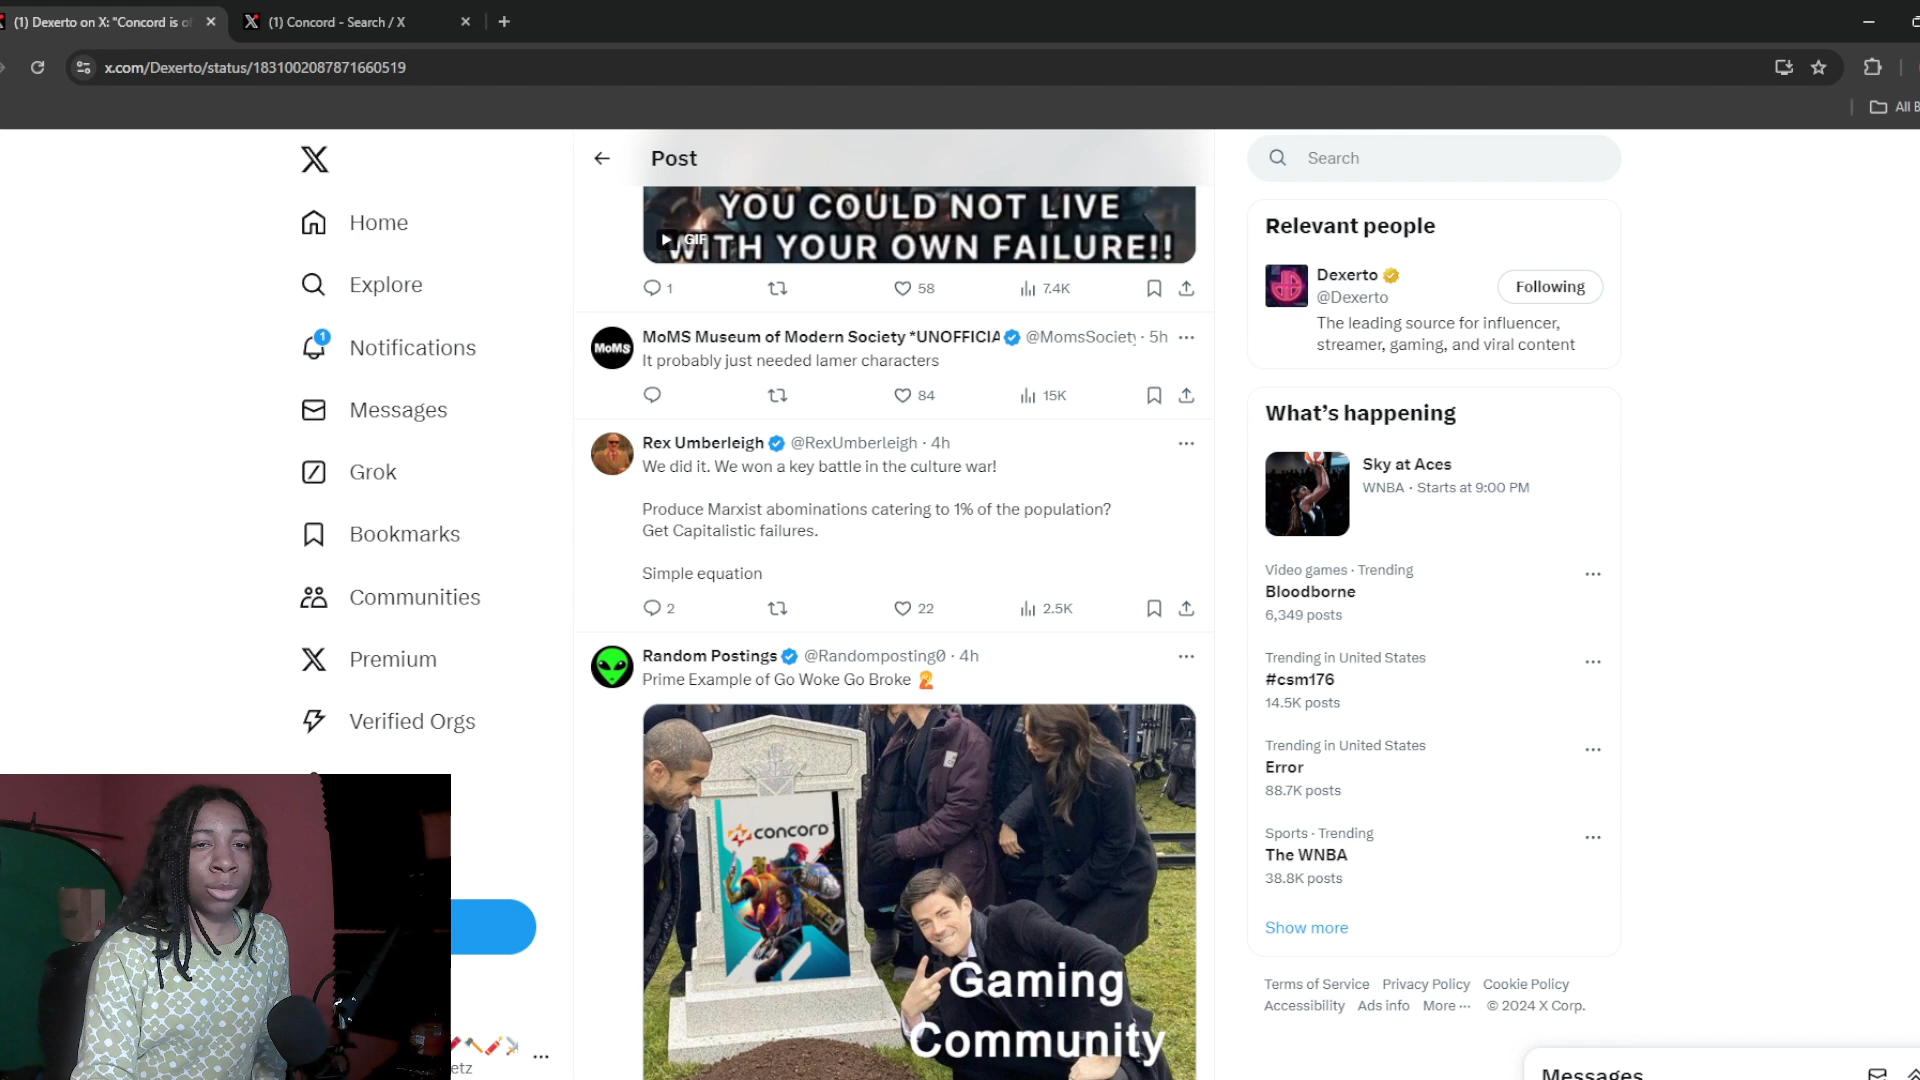 (1) Dexerto on X: "Concord is of
(1) Concord - Search / X
x.com/Dexerto/status/1831002087871660519
All B
Home
Explore
1
Notifications
Messages
Grok
Bookmarks
Communities
Premium
Verified Orgs
etz
Post
YOU COULD NOT LIVE
WITH YOUR OWN FAILURE!!
GIF
1 58 7.4K
MoMS
MoMS Museum of Modern Society *UNOFFICIA @MomsSociety · 5h
It probably just needed lamer characters
84 15K
Rex Umberleigh @RexUmberleigh · 4h
We did it. We won a key battle in the culture war!
Produce Marxist abominations catering to 1% of the population?
Get Capitalistic failures.
Simple equation
2 22 2.5K
Random Postings @Randomposting0 · 4h
Prime Example of Go Woke Go Broke
CONCORD
Gaming
Community
Search
Relevant people
Dexerto
@Dexerto
Following
The leading source for influencer,
streamer, gaming, and viral content
What's happening
Sky at Aces
WNBA · Starts at 9:00 PM
Video games · Trending
Bloodborne
6,349 posts
Trending in United States
#csm176
14.5K posts
Trending in United States
Error
88.7K posts
Sports · Trending
The WNBA
38.8K posts
Show more
Terms of Service Privacy Policy Cookie Policy
Accessibility Ads info More ··· © 2024 X Corp.
Messages